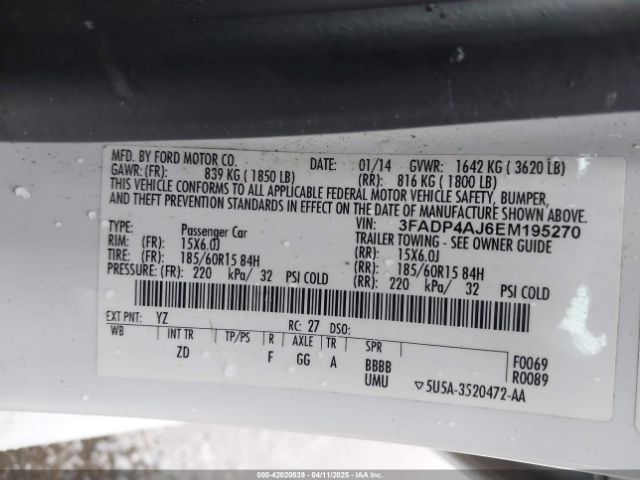 MFD. BY FORD MOTOR CO. DATE: 01/14 GVWR: 1642 KG ( 3620 LB)
GAWR: (FR): 839 KG ( 1850 LB) (RR): 816 KG ( 1800 LB)
THIS VEHICLE CONFORMS TO ALL APPLICABLE FEDERAL MOTOR VEHICLE SAFETY, BUMPER,
AND THEFT PREVENTION STANDARDS IN EFFECT ON THE DATE OF MANUFACTURE SHOWN ABOVE.
VIN: 3FADP4AJ6EM195270
TYPE: Passenger Car TRAILER TOWING - SEE OWNER GUIDE
RIM: (FR): 15X6.0J (RR): 15X6.0J
TIRE: (FR): 185/60R15 84H (RR): 185/60R15 84H
PRESSURE: (FR): 220 kPa/ 32 PSI COLD (RR): 220 kPa/ 32 PSI COLD
EXT PNT: YZ RC: 27 DSO:
WB INT TR TP/PS R AXLE TR SPR
ZD F GG A BBBB
UMU
F0069
R0089
▽5U5A-3520472-AA
000-42020539 - 04/11/2025 - IAAI.COM